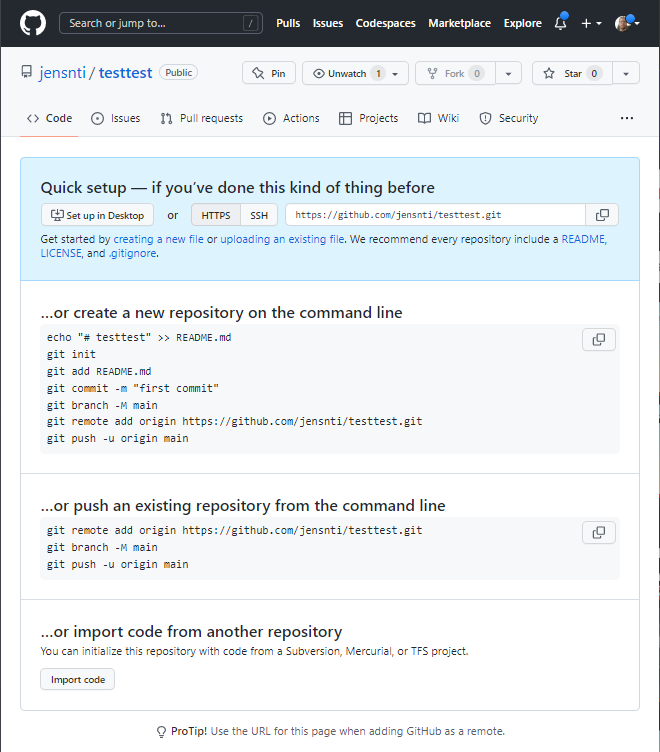 Search or jump to... /
Pulls Issues Codespaces Marketplace Explore
jensnti / testtest Public
Pin
Unwatch 1
Fork 0
Star 0
Code Issues Pull requests Actions Projects Wiki Security ...
Quick setup — if you’ve done this kind of thing before
Set up in Desktop or HTTPS SSH https://github.com/jensnti/testtest.git
Get started by creating a new file or uploading an existing file. We recommend every repository include a README,
LICENSE, and .gitignore.
…or create a new repository on the command line
echo "# testtest" >> README.md
git init
git add README.md
git commit -m "first commit"
git branch -M main
git remote add origin https://github.com/jensnti/testtest.git
git push -u origin main
…or push an existing repository from the command line
git remote add origin https://github.com/jensnti/testtest.git
git branch -M main
git push -u origin main
…or import code from another repository
You can initialize this repository with code from a Subversion, Mercurial, or TFS project.
Import code
ProTip! Use the URL for this page when adding GitHub as a remote.